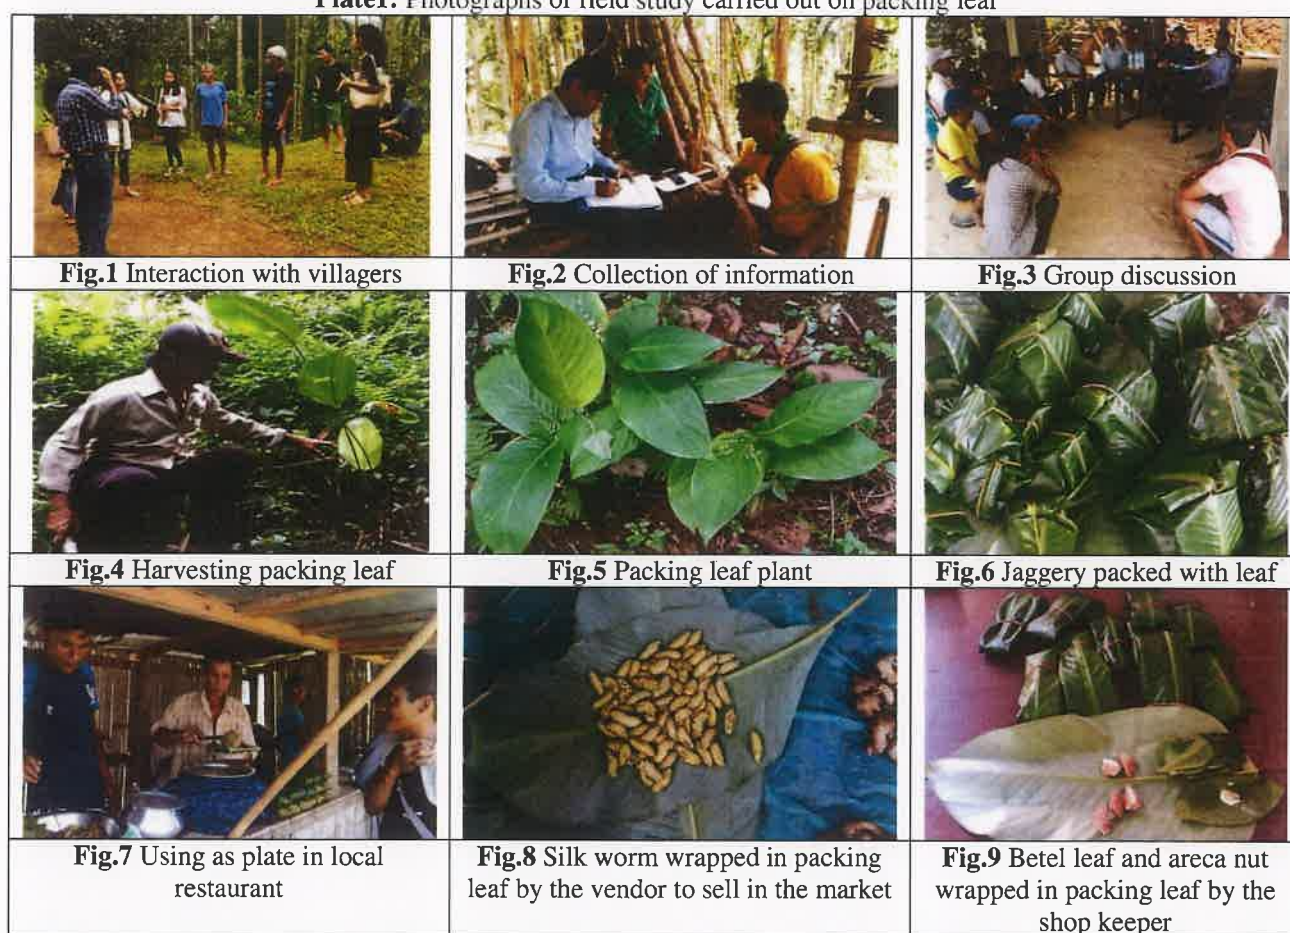 Plate1. Photographs of field study carried out on packing leaf
Fig.1 Interaction with villagers
Fig.2 Collection of information
Fig.3 Group discussion
Fig.4 Harvesting packing leaf
Fig.5 Packing leaf plant
Fig.6 Jaggery packed with leaf
Fig.7 Using as plate in local
restaurant
Fig.8 Silk worm wrapped in packing
leaf by the vendor to sell in the market
Fig.9 Betel leaf and areca nut
wrapped in packing leaf by the
shop keeper